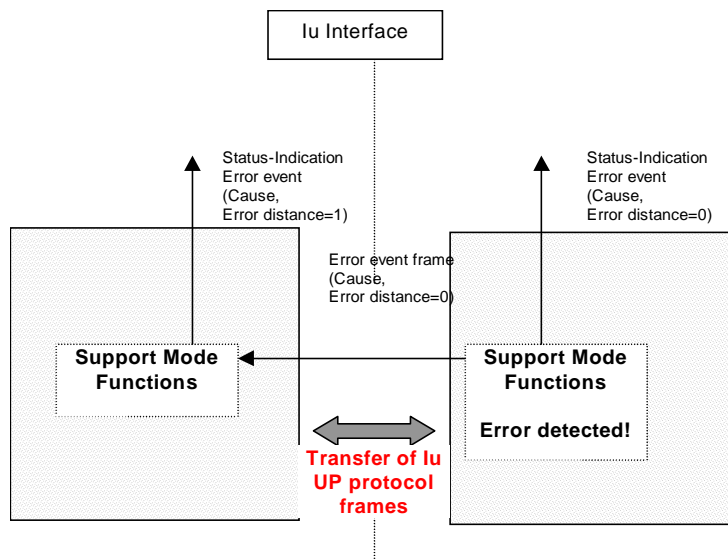 Iu Interface
Status-Indication
Error event
(Cause,
Error distance=1)
Status-Indication
Error event
(Cause,
Error distance=0)
Error event frame
(Cause,
Error distance=0)
Support Mode
Functions
Support Mode
Functions
Error detected!
Transfer of Iu
UP protocol
frames